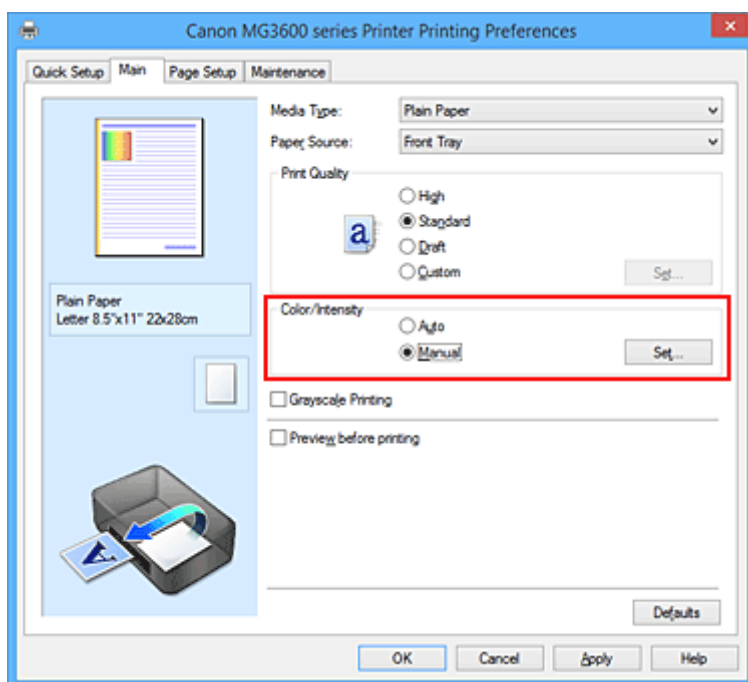 Canon MG3600 series Printer Printing Preferences
Quick Setup Main Page Setup Maintenance
Media Type: Plain Paper
Paper Source: Front Tray
Print Quality
High
Standard
Draft
Custom Set...
Plain Paper
Letter 8.5"x11" 22x28cm
Color/Intensity
Auto
Manual Set...
Grayscale Printing
Preview before printing
Defaults
OK Cancel Apply Help